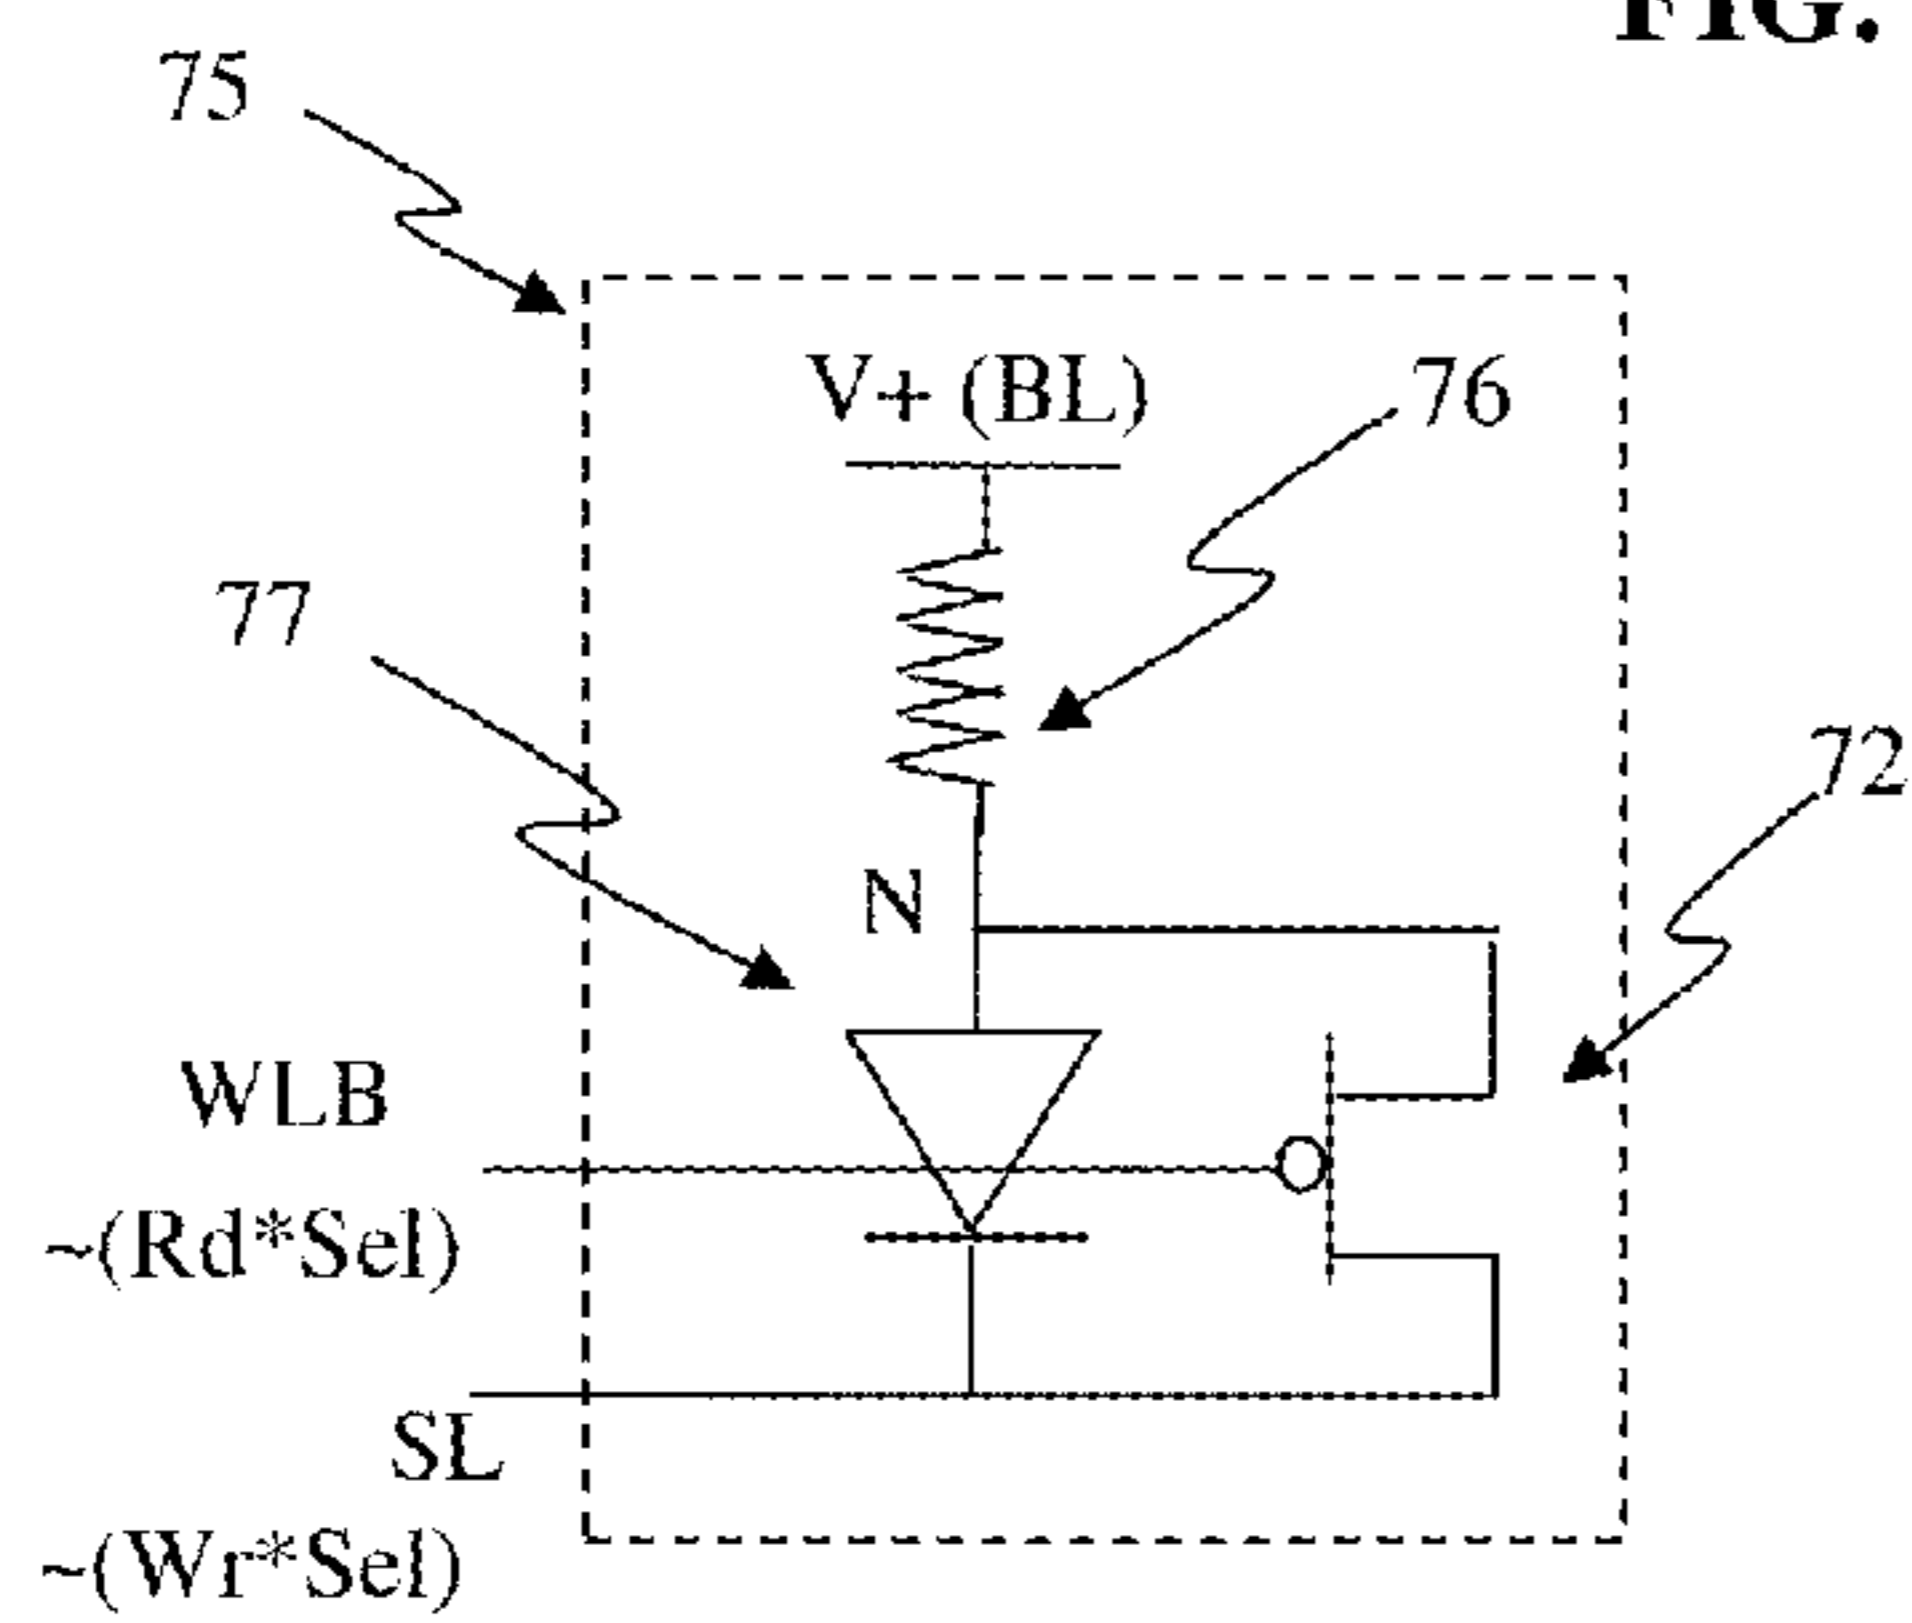 FIG.
75
V+ (BL)
76
77
72
N
WLB
~(Rd*Sel)
SL
~(Wr*Sel)